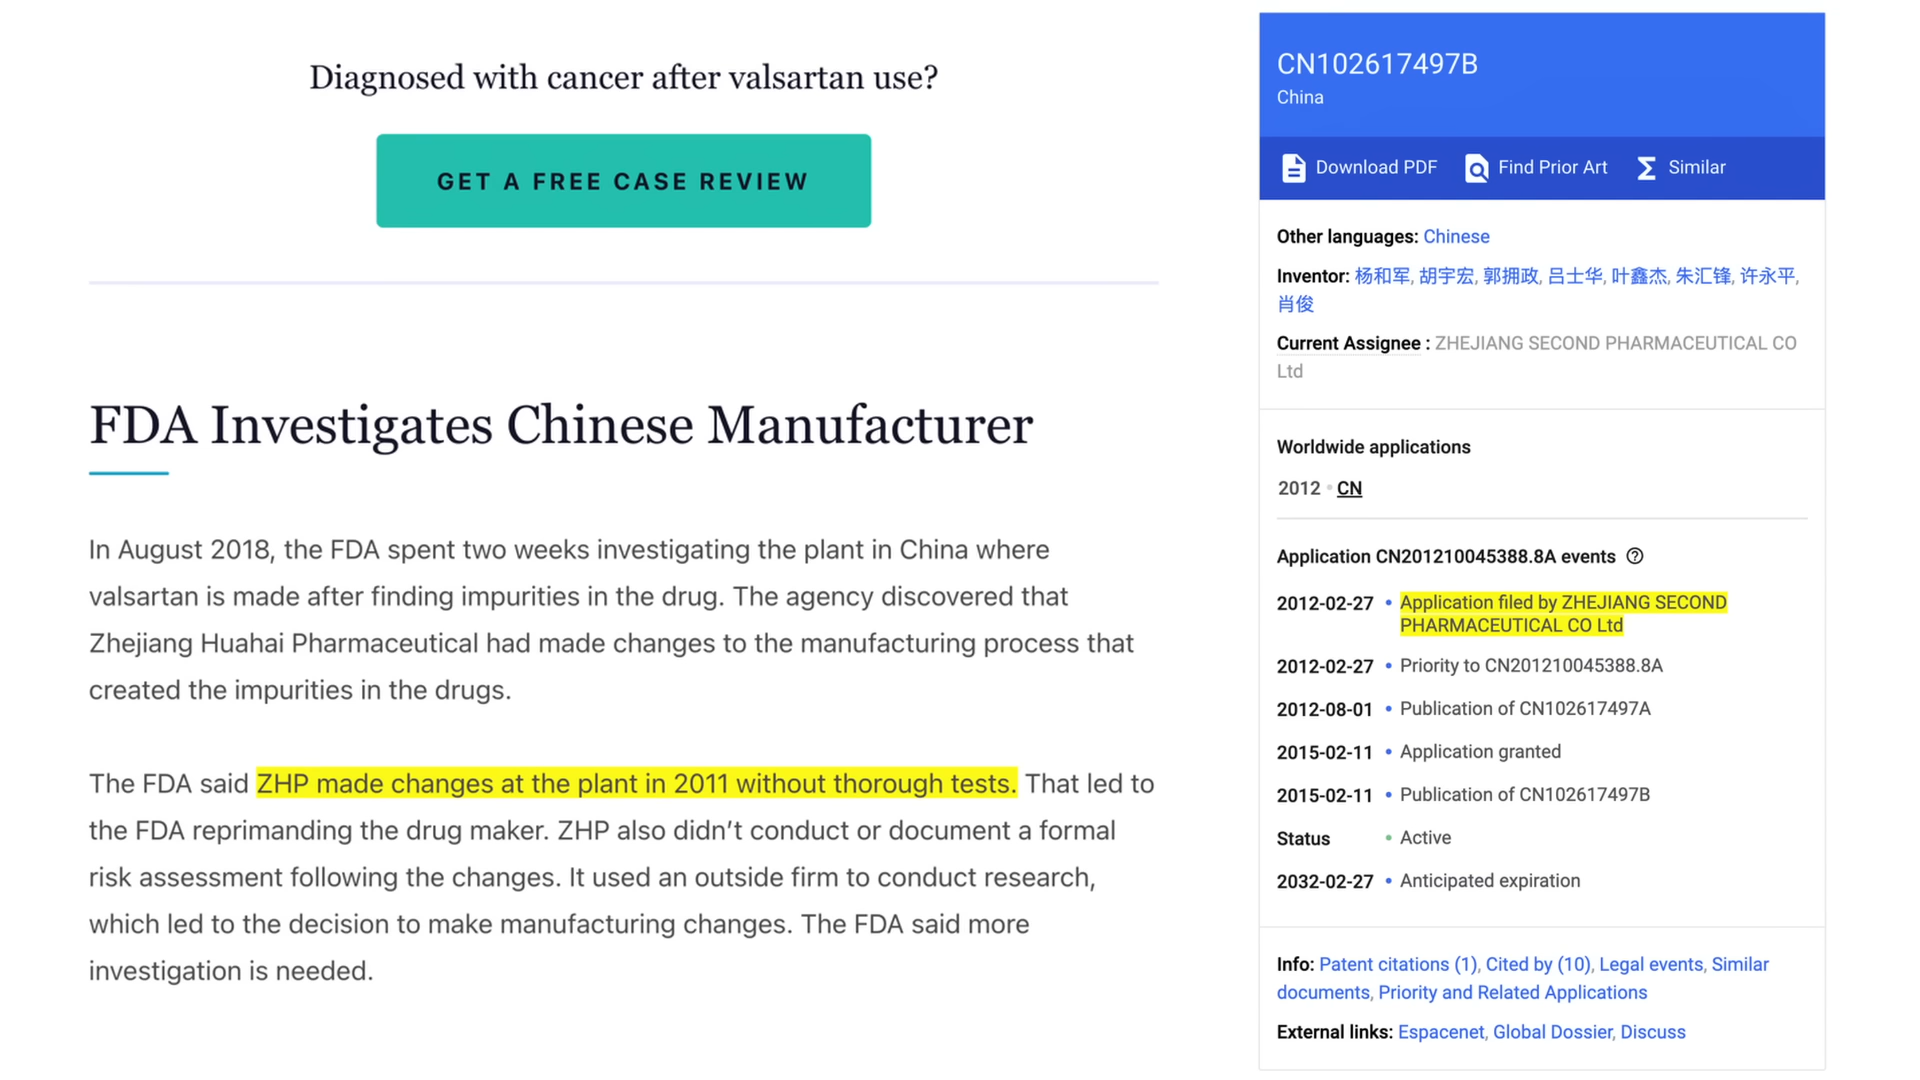 Diagnosed with cancer after valsartan use?
GET A FREE CASE REVIEW
FDA Investigates Chinese Manufacturer
In August 2018, the FDA spent two weeks investigating the plant in China where
valsartan is made after finding impurities in the drug. The agency discovered that
Zhejiang Huahai Pharmaceutical had made changes to the manufacturing process that
created the impurities in the drugs.
The FDA said ZHP made changes at the plant in 2011 without thorough tests. That led to
the FDA reprimanding the drug maker. ZHP also didn’t conduct or document a formal
risk assessment following the changes. It used an outside firm to conduct research,
which led to the decision to make manufacturing changes. The FDA said more
investigation is needed.
CN102617497B
China
Download PDF Find Prior Art Similar
Other languages: Chinese
Inventor: 杨和军, 胡宇宏, 郭拥政, 吕士华, 叶鑫杰, 朱汇锋, 许永平,
肖俊
Current Assignee : ZHEJIANG SECOND PHARMACEUTICAL CO
Ltd
Worldwide applications
2012 • CN
Application CN201210045388.8A events
2012-02-27 • Application filed by ZHEJIANG SECOND
PHARMACEUTICAL CO Ltd
2012-02-27 • Priority to CN201210045388.8A
2012-08-01 • Publication of CN102617497A
2015-02-11 • Application granted
2015-02-11 • Publication of CN102617497B
Status • Active
2032-02-27 • Anticipated expiration
Info: Patent citations (1), Cited by (10), Legal events, Similar
documents, Priority and Related Applications
External links: Espacenet, Global Dossier, Discuss